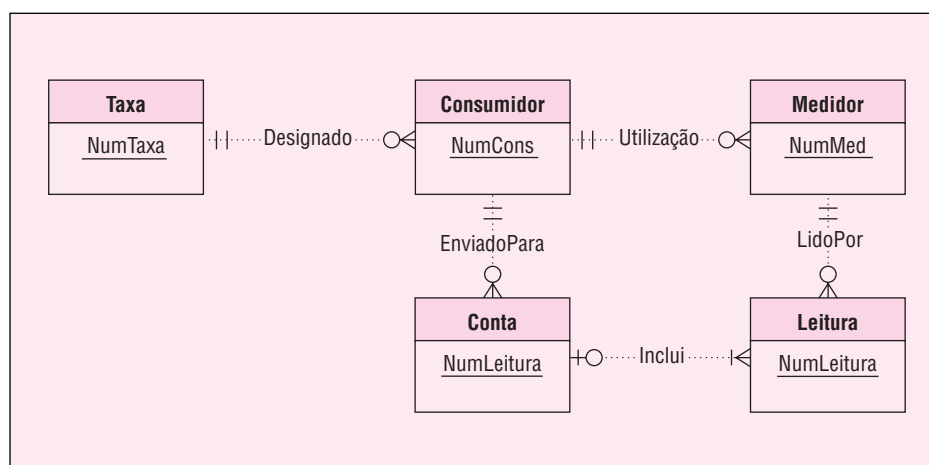 Taxa
NumTaxa
Designado
Consumidor
NumCons
Utilização
Medidor
NumMed
EnviadoPara
LidoPor
Conta
NumLeitura
Inclui
Leitura
NumLeitura